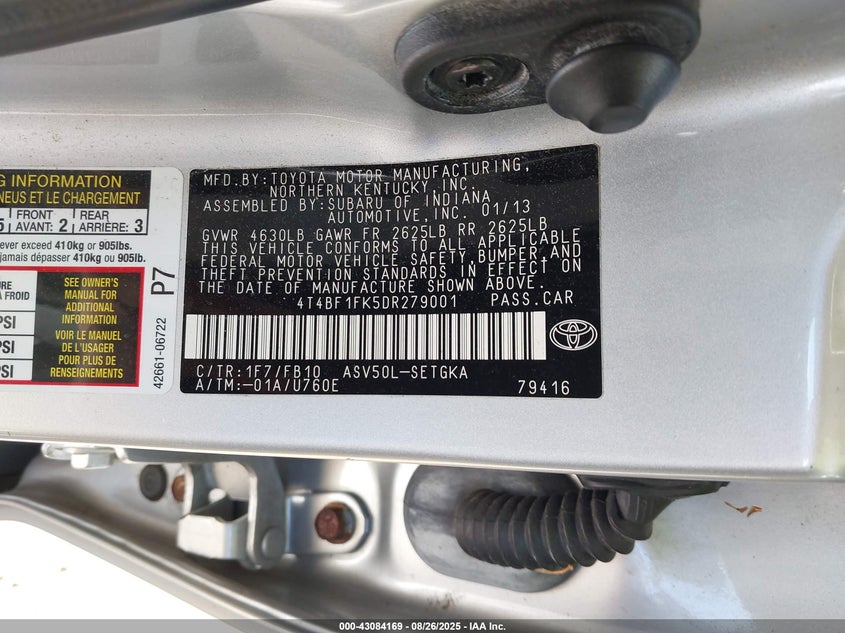 G INFORMATION
NEUS ET LE CHARGEMENT
5 FRONT AVANT: 2 REAR ARRIÈRE: 3
ever exceed 410kg or 905lbs.
jamais dépasser 410kg ou 905lb.
P7
URE
A FROID
PSI
PSI
PSI
SEE OWNER'S
MANUAL FOR
ADDITIONAL
INFORMATION
VOIR LE MANUEL
DE L'USAGER
POUR PLUS DE
RENSEIGNEMENTS
42661-06722
MFD.BY:TOYOTA MOTOR MANUFACTURING,
NORTHERN KENTUCKY, INC.
ASSEMBLED BY:SUBARU OF INDIANA
AUTOMOTIVE,INC. 01/13
GVWR 4630LB GAWR FR 2625LB RR 2625LB
THIS VEHICLE CONFORMS TO ALL APPLICABLE
FEDERAL MOTOR VEHICLE SAFETY,BUMPER,AND
THEFT PREVENTION STANDARDS IN EFFECT ON
THE DATE OF MANUFACTURE SHOWN ABOVE.
4T4BF1FK5DR279001 PASS.CAR
C/TR:1F7/FB10 ASV50L-SETGKA
A/TM:-01A/U760E 79416
TOYOTA
000-43084169 - 08/26/2025 - IAA Inc.